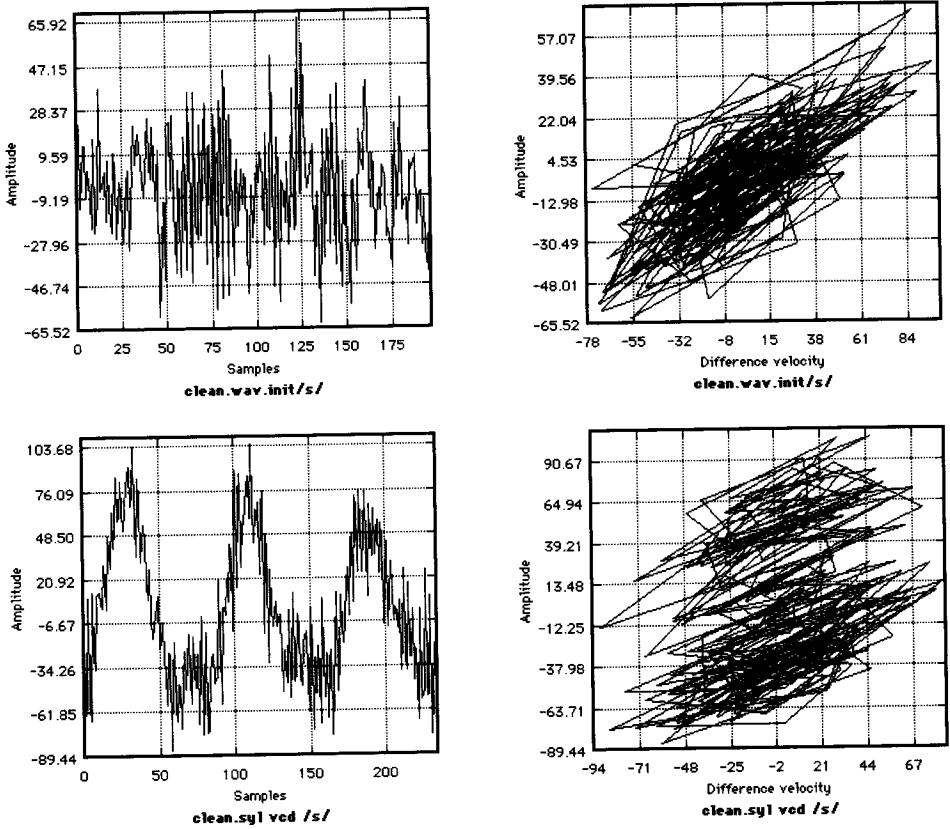 65.92
47.15
28.37
9.59
-9.19
-27.96
-46.74
-65.52
Amplitude
0 25 50 75 100 125 150 175
Samples
clean.wav.init/s/
57.07
39.56
22.04
4.53
-12.98
-30.49
-48.01
-65.52
Amplitude
-78 -55 -32 -8 15 38 61 84
Difference velocity
clean.wav.init/s/
103.68
76.09
48.50
20.92
-6.67
-34.26
-61.85
-89.44
Amplitude
0 50 100 150 200
Samples
clean.syl vcd /s/
90.67
64.94
39.21
13.48
-12.25
-37.98
-63.71
-89.44
Amplitude
-94 -71 -48 -25 -2 21 44 67
Difference velocity
clean.syl vcd /s/